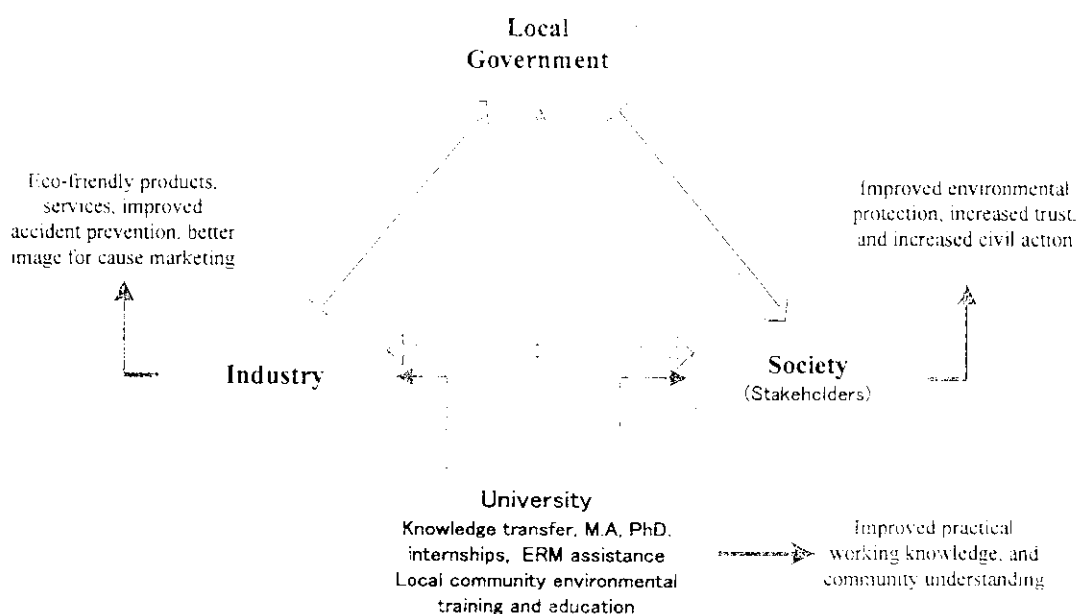 Local
Government
Eco-friendly products,
services, improved
accident prevention, better
image for cause marketing
Improved environmental
protection, increased trust,
and increased civil action
Industry
Society
(Stakeholders)
University
Knowledge transfer, M.A, PhD,
internships, ERM assistance
Local community environmental
training and education
Improved practical
working knowledge, and
community understanding